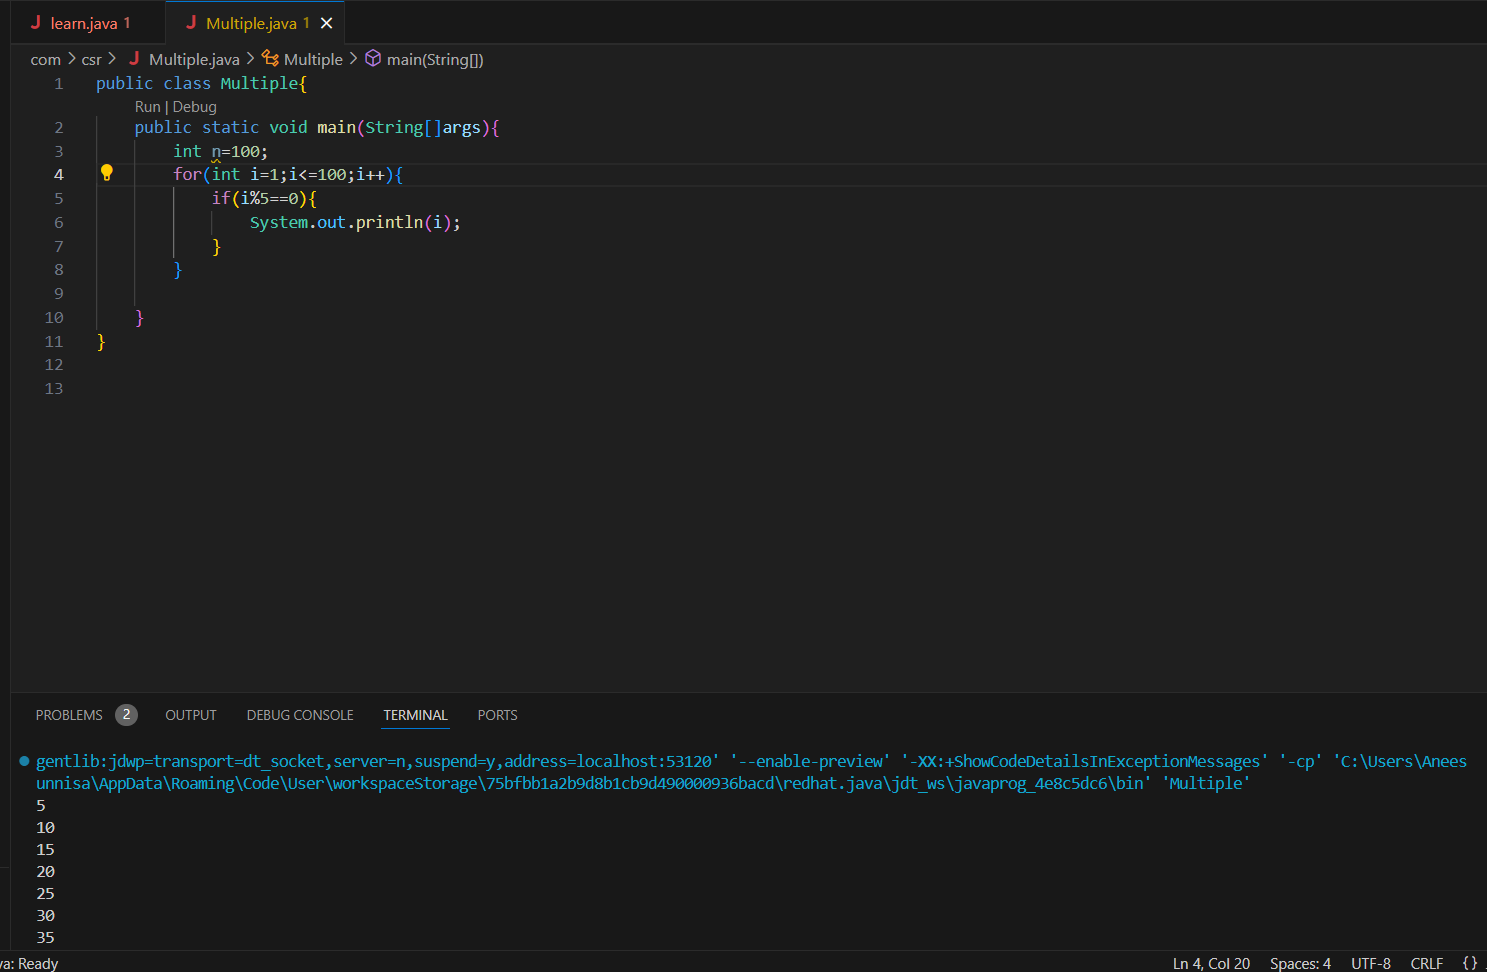 J learn.java 1 J Multiple.java 1
com > csr > J Multiple.java > Multiple > main(String[])
1 public class Multiple{
Run | Debug
2 public static void main(String[]args){
3 int n=100;
4 for(int i=1;i<=100;i++){
5 if(i%5==0){
6 System.out.println(i);
7 }
8 }
9
10 }
11 }
12
13
PROBLEMS 2 OUTPUT DEBUG CONSOLE TERMINAL PORTS
gentlib:jdwp=transport=dt_socket,server=n,suspend=y,address=localhost:53120' '--enable-preview' '-XX:+ShowCodeDetailsInExceptionMessages' '-cp' 'C:\Users\Anees
unnisa\AppData\Roaming\Code\User\workspaceStorage\75bfbb1a2b9d8b1cb9d490000936bacd\redhat.java\jdt_ws\javaprog_4e8c5dc6\bin' 'Multiple'
5
10
15
20
25
30
35
va: Ready Ln 4, Col 20 Spaces: 4 UTF-8 CRLF {}